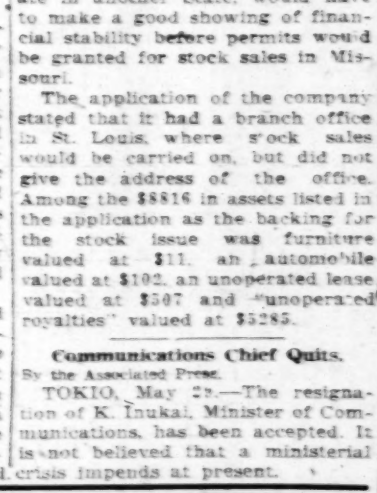 are in another State, would have
to make a good showing of finan-
cial stability before permits would
be granted for stock sales in Mis-
souri.
The application of the company
stated that it had a branch office
in St. Louis, where stock sales
would be carried on, but did not
give the address of the office.
Among the $8816 in assets listed in
the application as the backing for
the stock issue was furniture
valued at $11, an automobile
valued at $102, an unoperated lease
valued at $507 and "unoperated
royalties" valued at $5285.
Communications Chief Quits.
By the Associated Press.
TOKIO, May —The resigna-
tion of K. Inukai, Minister of Com-
munications, has been accepted. It
is not believed that a ministerial
crisis impends at present.